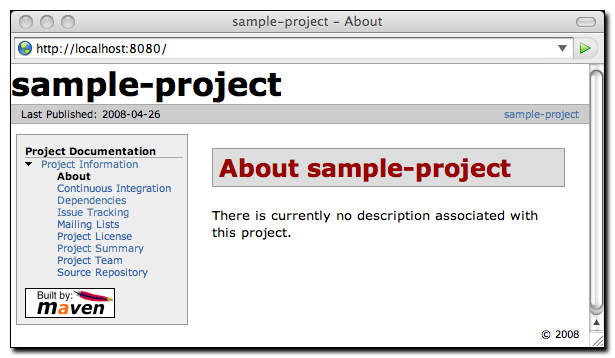 sample-project – About
http://localhost:8080/
sample-project
Last Published: 2008-04-26
sample-project
Project Documentation
Project Information
About
Continuous Integration
Dependencies
Issue Tracking
Mailing Lists
Project License
Project Summary
Project Team
Source Repository
Built by:
maven
About sample-project
There is currently no description associated with
this project.
© 2008